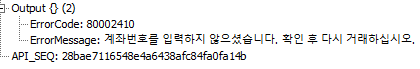 Output {} (2)
ErrorCode: 80002410
ErrorMessage: 계좌번호를 입력하지 않으셨습니다. 확인 후 다시 거래하십시오.
API_SEQ: 28bae7116548e4a6438afc84fa0fa14b